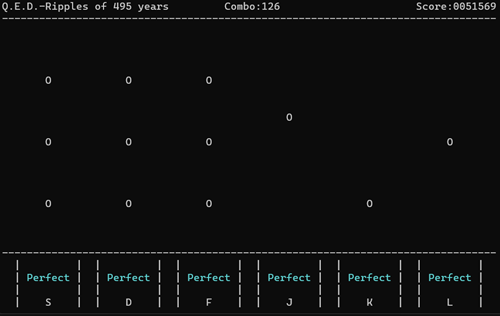 Q.E.D.-Ripples of 495 years Combo:126 Score:0051569
O O O
O
O O O O
O O O O
Perfect Perfect Perfect Perfect Perfect Perfect
S D F J K L